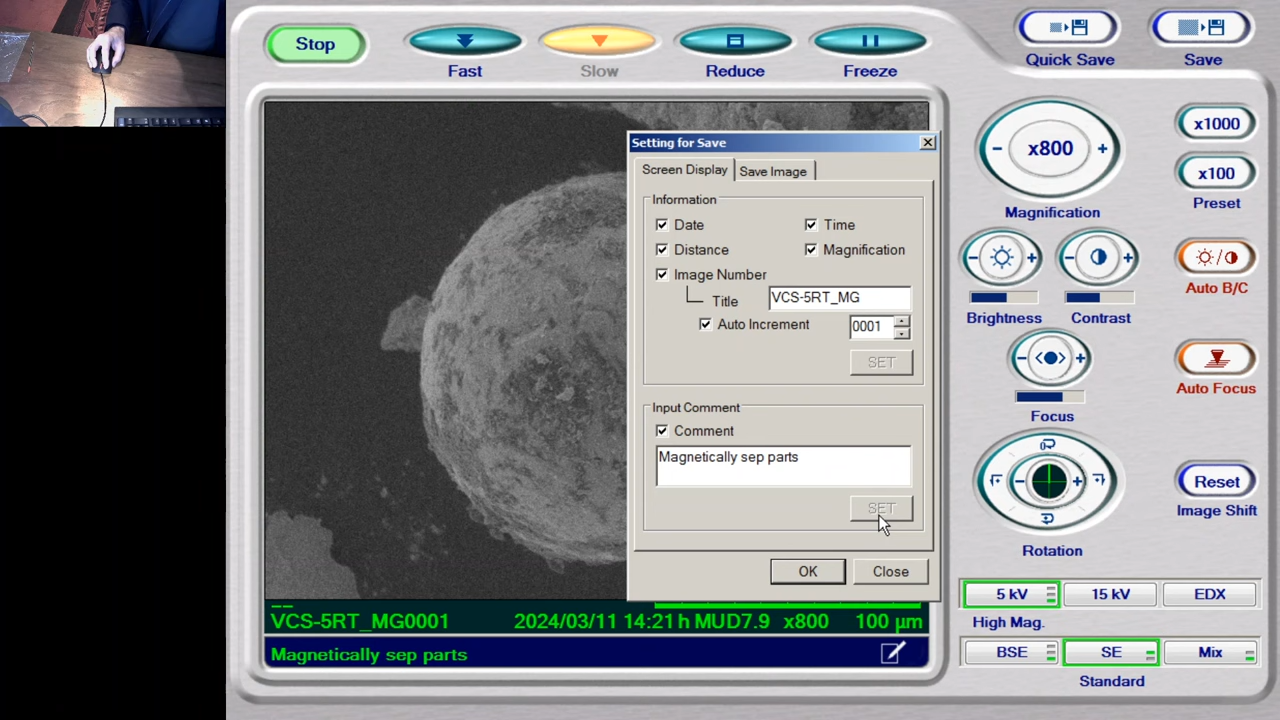 Stop
Fast
Slow
Reduce
Freeze
Quick Save
Save
Setting for Save
Screen Display
Save Image
Information
Date
Time
Distance
Magnification
Image Number
Title
VCS-5RT_MG
Auto Increment
0001
SET
Input Comment
Comment
Magnetically sep parts
SET
OK
Close
VCS-5RT_MG0001 2024/03/11 14:21 h MUD7.9 x800 100 µm
Magnetically sep parts
x800
Magnification
x1000
x100
Preset
Brightness
Contrast
Auto B/C
Focus
Auto Focus
Rotation
Reset
Image Shift
5 kV
15 kV
EDX
High Mag.
BSE
SE
Mix
Standard